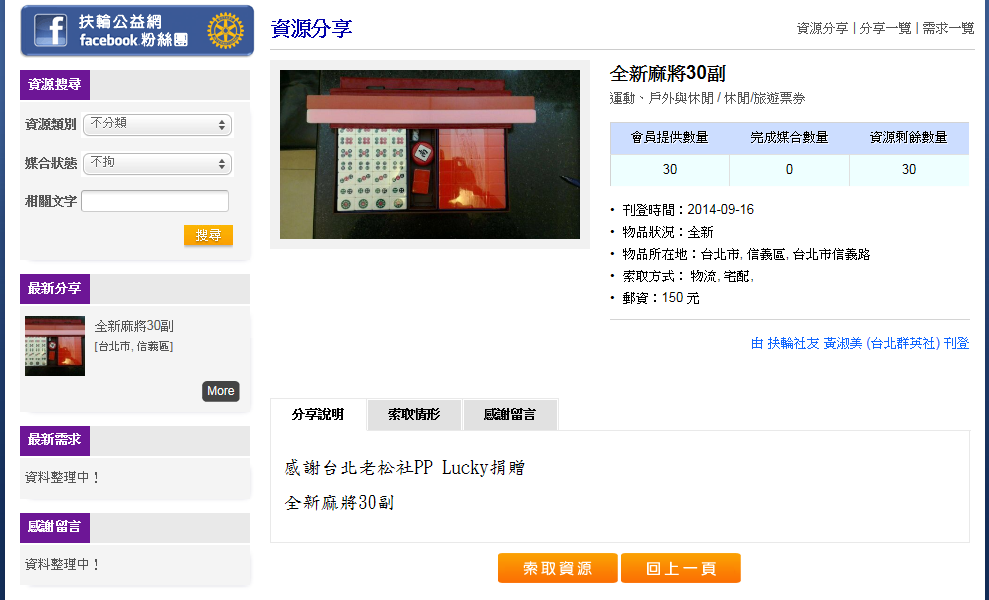 扶輪公益網
facebook 粉絲團
資源搜尋
資源類別 不分類
媒合狀態 不拘
相關文字
搜尋
最新分享
全新麻將30副
[台北市, 信義區]
More
最新需求
資料整理中！
感謝留言
資料整理中！
資源分享
資源分享 | 分享一覽 | 需求一覽
全新麻將30副
運動、戶外與休閒 / 休閒/旅遊票券
會員提供數量 完成媒合數量 資源剩餘數量
30 0 30
• 刊登時間：2014-09-16
• 物品狀況：全新
• 物品所在地：台北市, 信義區, 台北市信義路
• 索取方式： 物流, 宅配,
• 郵資：150 元
由 扶輪社友 黃淑美 (台北群英社) 刊登
分享說明 索取情形 感謝留言
感謝台北老松社PP Lucky捐贈
全新麻將30副
索取資源 回上一頁